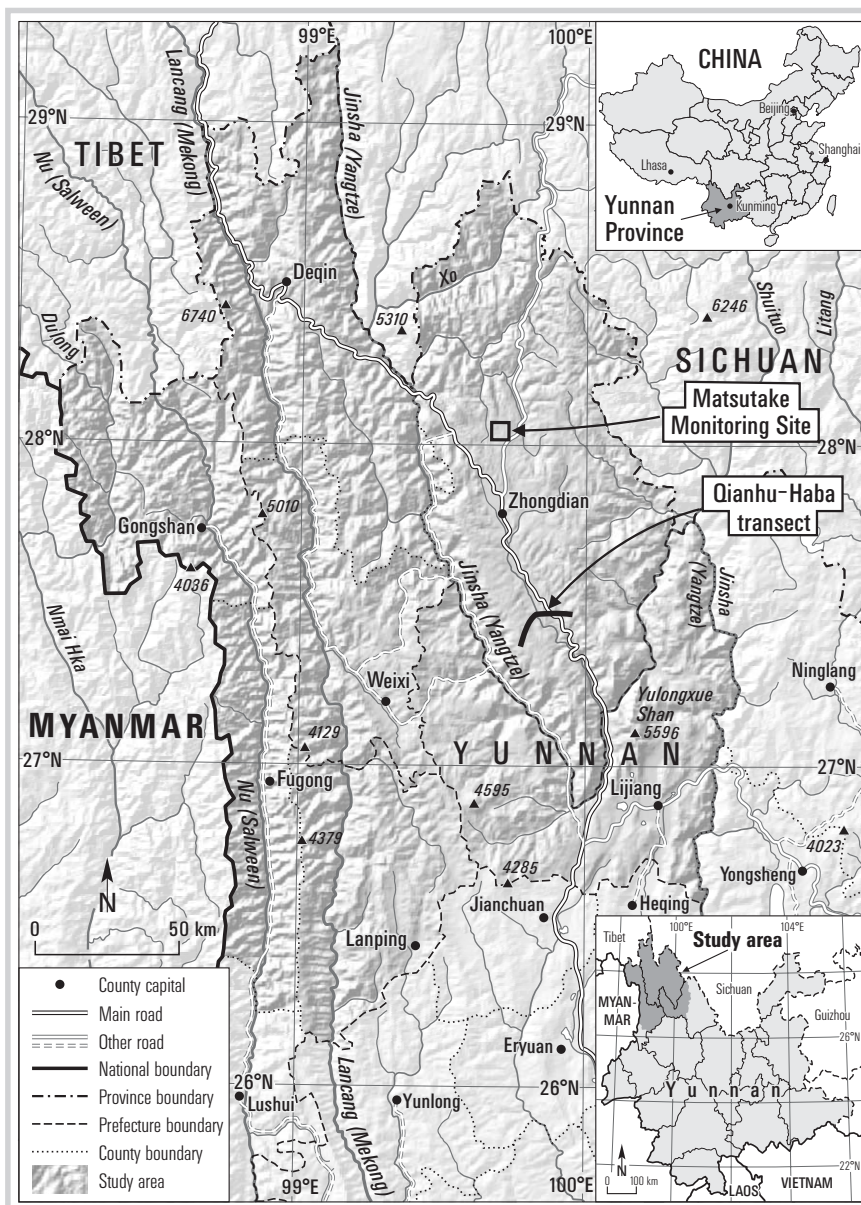 99°E
100°E
Lancang (Mekong)
Jinsha (Yangtze)
29°N
29°N
TIBET
Nu (Salween)
Deqin
Xo
6740
5310
6246
Shuituo
Litang
Dulong
SICHUAN
Matsutake
Monitoring Site
28°N
28°N
Zhongdian
5010
Gongshan
Qianhu-Haba
transect
4036
Jinsha (Yangtze)
Jinsha
(Yangtze)
Nmai Hka
Weixi
Ninglang
MYANMAR
4129
Yulongxue
Shan
5596
YUNNAN
27°N
27°N
Fugong
Lijiang
4595
Nu (Salween)
4379
4023
4285
Yongsheng
N
0 50 km
Jianchuan
Heqing
Lanping
Eryuan
26°N
26°N
Lushui
Yunlong
Lancang (Mekong)
99°E
100°E
County capital
Main road
Other road
National boundary
Province boundary
Prefecture boundary
County boundary
Study area
CHINA
Beijing
Shanghai
Lhasa
Yunnan
Province
Kunming
Tibet
100°E
104°E
Study area
Sichuan
MYAN-
MAR
Guizhou
26°N
Yunnan
22°N
N
0 100 km
LAOS
VIETNAM